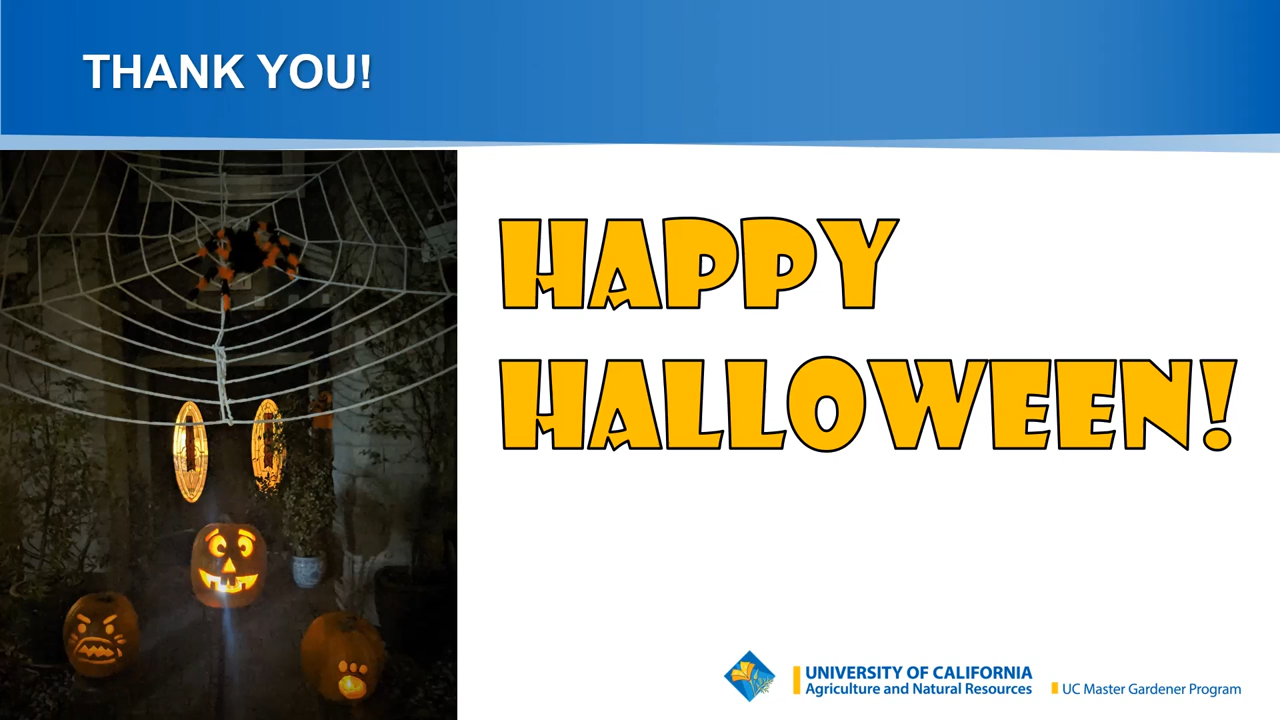 THANK YOU!
HAPPY
HALLOWEEN!
UNIVERSITY OF CALIFORNIA
Agriculture and Natural Resources
UC Master Gardener Program